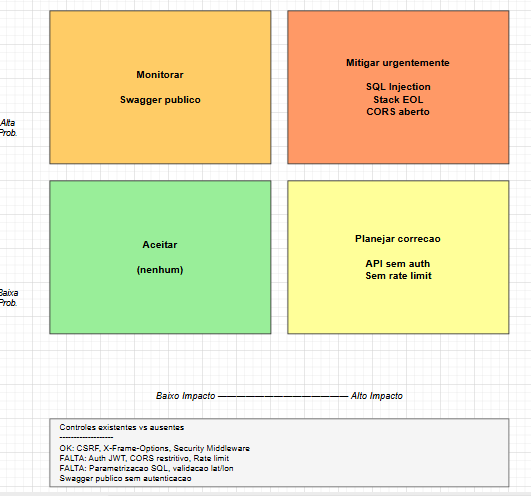 Monitorar
Swagger publico
Mitigar urgentemente
SQL Injection
Stack EOL
CORS aberto
Alta
Prob.
Aceitar
(nenhum)
Planejar correcao
API sem auth
Sem rate limit
Baixa
Prob.
Baixo Impacto ——————————— Alto Impacto
Controles existentes vs ausentes
-------------------
OK: CSRF, X-Frame-Options, Security Middleware
FALTA: Auth JWT, CORS restritivo, Rate limit
FALTA: Parametrizacao SQL, validacao lat/lon
Swagger publico sem autenticacao